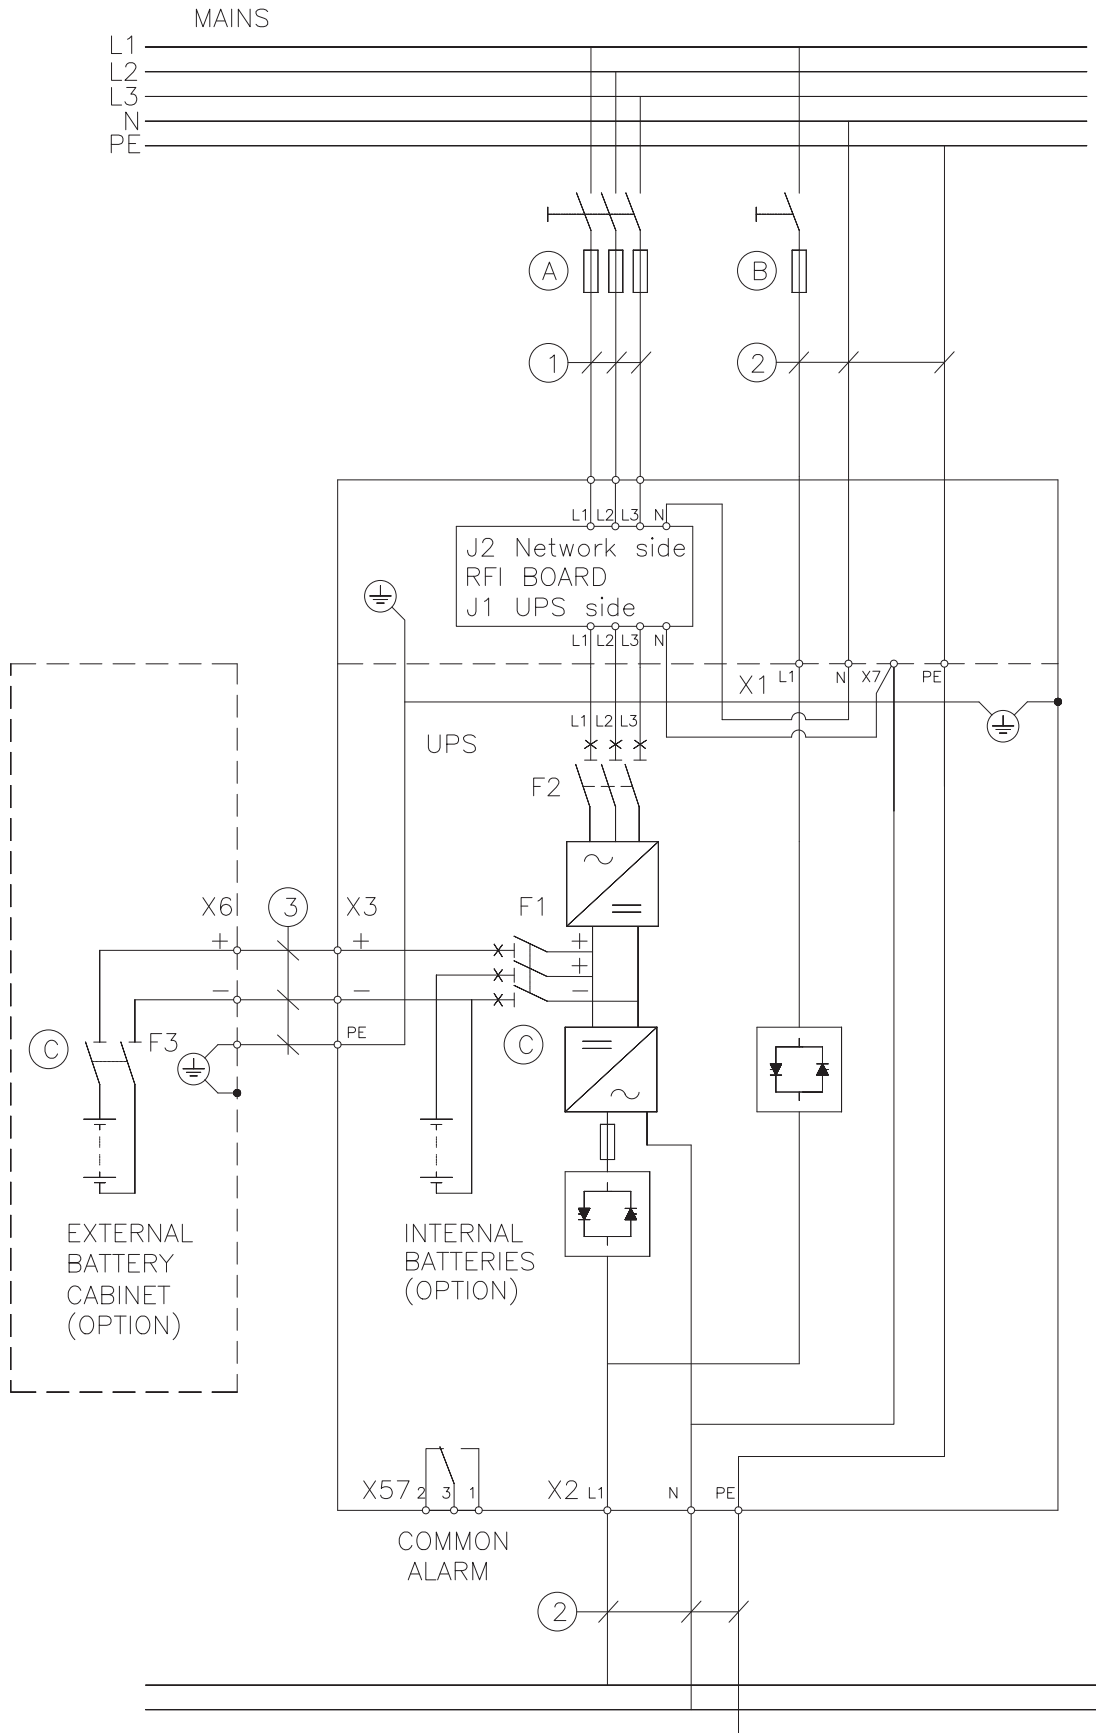 MAINS
L1
L2
L3
N
PE
A
B
1
2
L1 L2 L3 N
J2 Network side
RFI BOARD
J1 UPS side
L1 L2 L3 N
X1 L1 N X7 PE
L1 L2 L3
UPS
F2
X6 3 X3 F1
+ + +
+
− − −
PE
C F3 C
EXTERNAL
BATTERY
CABINET
(OPTION)
INTERNAL
BATTERIES
(OPTION)
X57 2 3 1 X2 L1 N PE
COMMON
ALARM
2